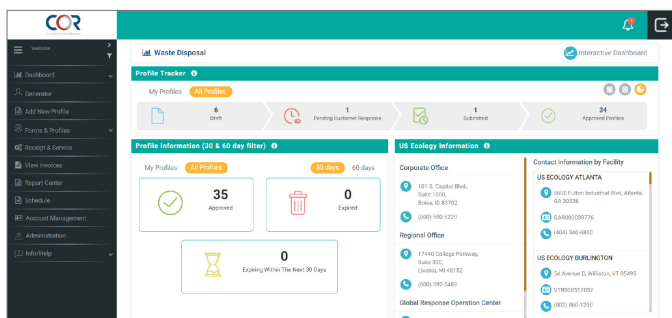 COR
Welcome
Waste Disposal
Interactive Dashboard
Dashboard
Generator
Add New Profile
Forms & Profiles
Receipt & Service
View Invoices
Report Center
Schedule
Account Management
Administration
Info/Help
Profile Tracker
My Profiles All Profiles
6
Draft
1
Pending Customer Response
1
Submitted
34
Approved Profiles
Profile Information (30 & 60 day filter)
My Profiles All Profiles 30 days 60 days
35
Approved
0
Expired
0
Expiring Within The Next 30 Days
US Ecology Information
Corporate Office
101 S. Capitol Blvd.,
Suite 1000,
Boise, ID 83702
(800) 590-5220
Regional Office
17440 College Parkway,
Suite 300,
Livonia, MI 48152
(800) 592-5489
Global Response Operation Center
Contact Information by Facility
US ECOLOGY ATLANTA
5600 Fulton Industrial Blvd, Atlanta,
GA 30336
GAR000039776
(404) 346-6860
US ECOLOGY BURLINGTON
54 Avenue D, Williston, VT 05495
VTR000517052
(802) 860-1200